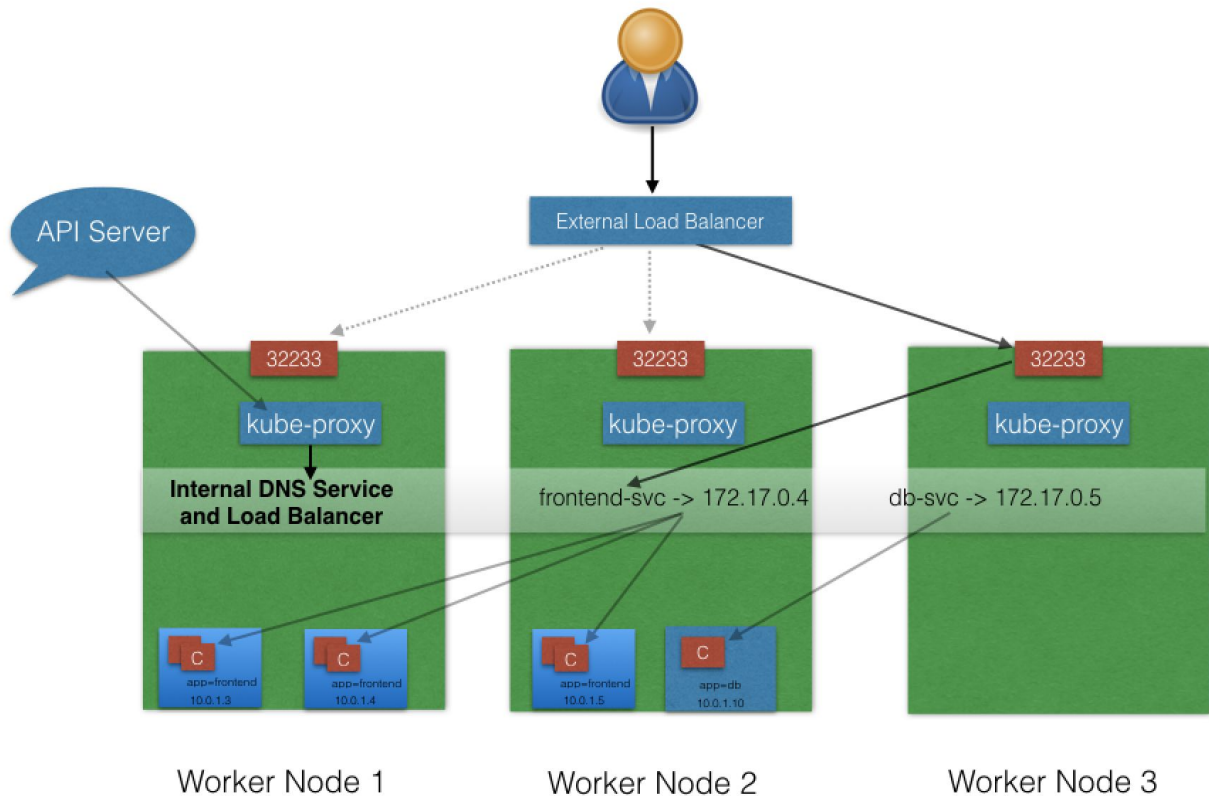 External Load Balancer
API Server
32233
32233
32233
kube-proxy
kube-proxy
kube-proxy
Internal DNS Service
and Load Balancer
frontend-svc -> 172.17.0.4
db-svc -> 172.17.0.5
C
app=frontend
10.0.1.3
C
app=frontend
10.0.1.4
C
app=frontend
10.0.1.5
C
app=db
10.0.1.10
Worker Node 1
Worker Node 2
Worker Node 3